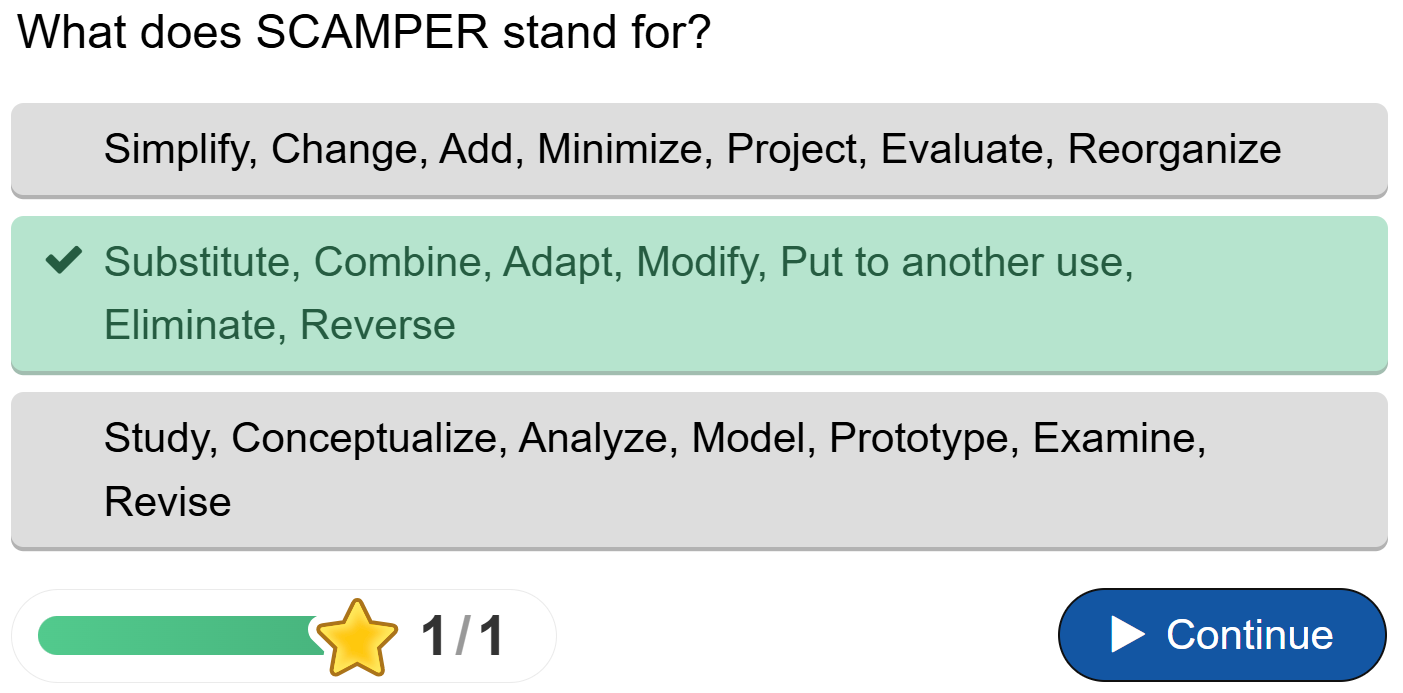 What does SCAMPER stand for?
Simplify, Change, Add, Minimize, Project, Evaluate, Reorganize
Substitute, Combine, Adapt, Modify, Put to another use,
Eliminate, Reverse
Study, Conceptualize, Analyze, Model, Prototype, Examine,
Revise
1/1
Continue